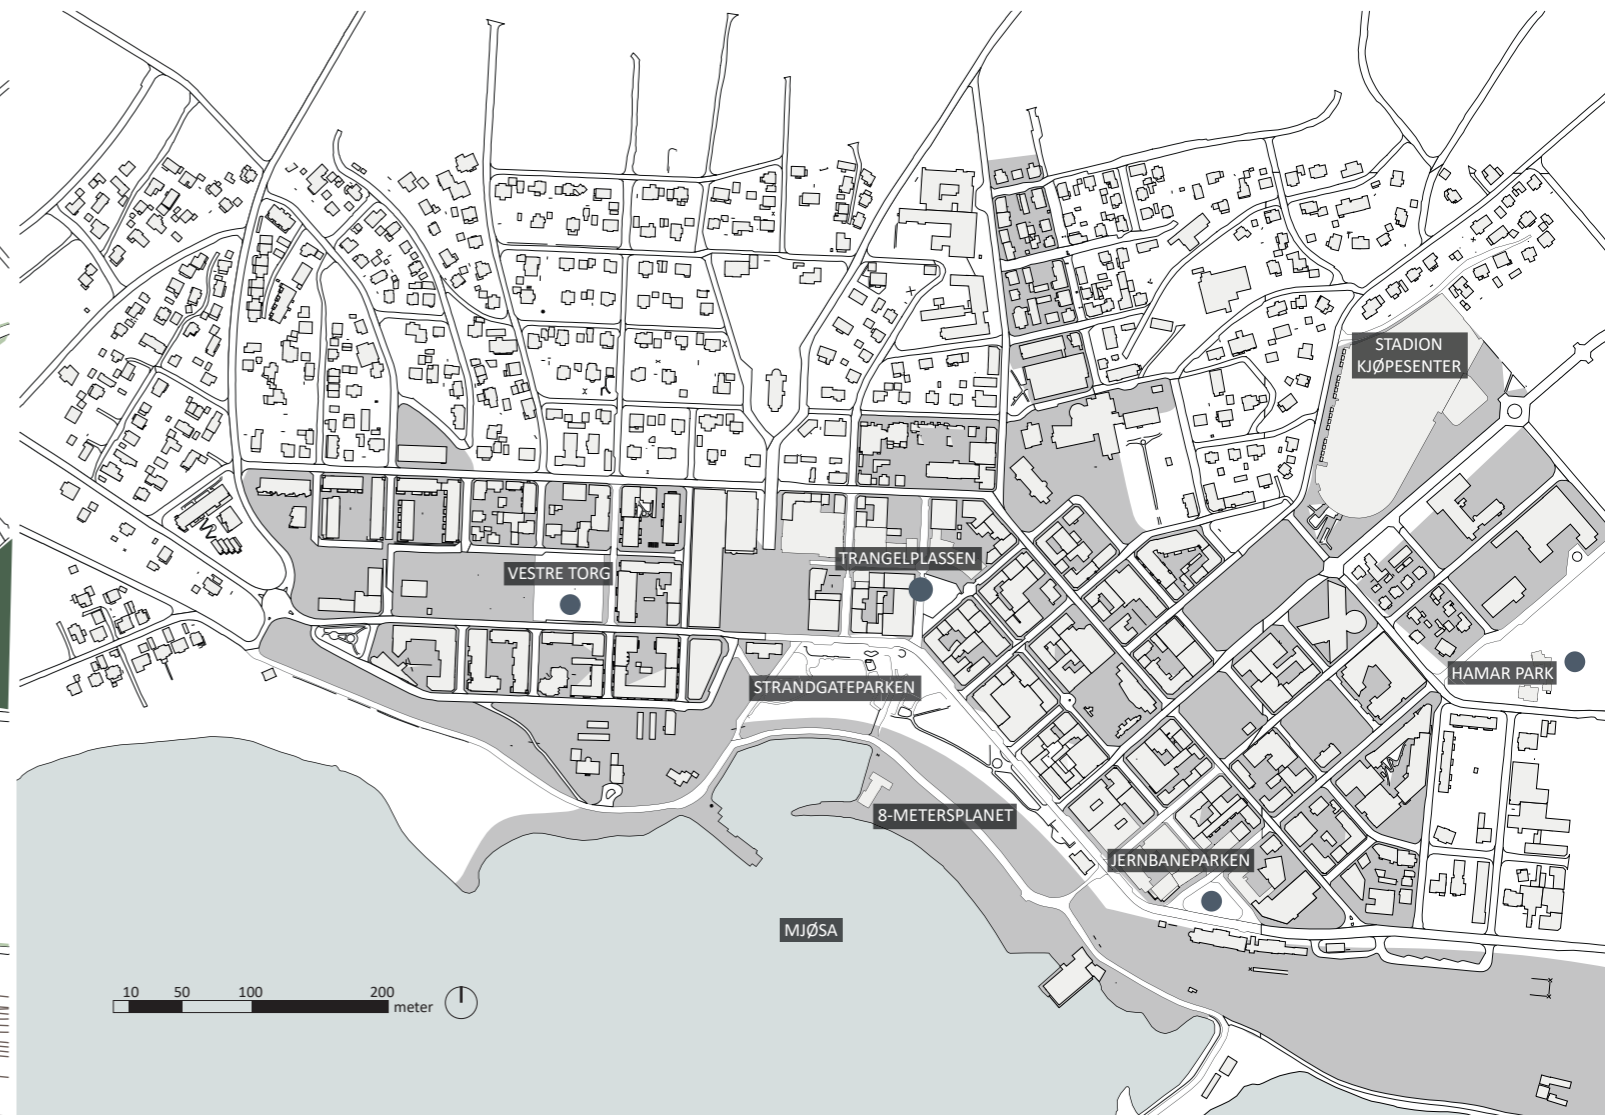 STADION
KJØPESENTER
TRANGELPLASSEN
VESTRE TORG
HAMAR PARK
STRANDGATEPARKEN
8-METERSPLANET
JERNBANEPARKEN
MJØSA
10 50 100 200
meter